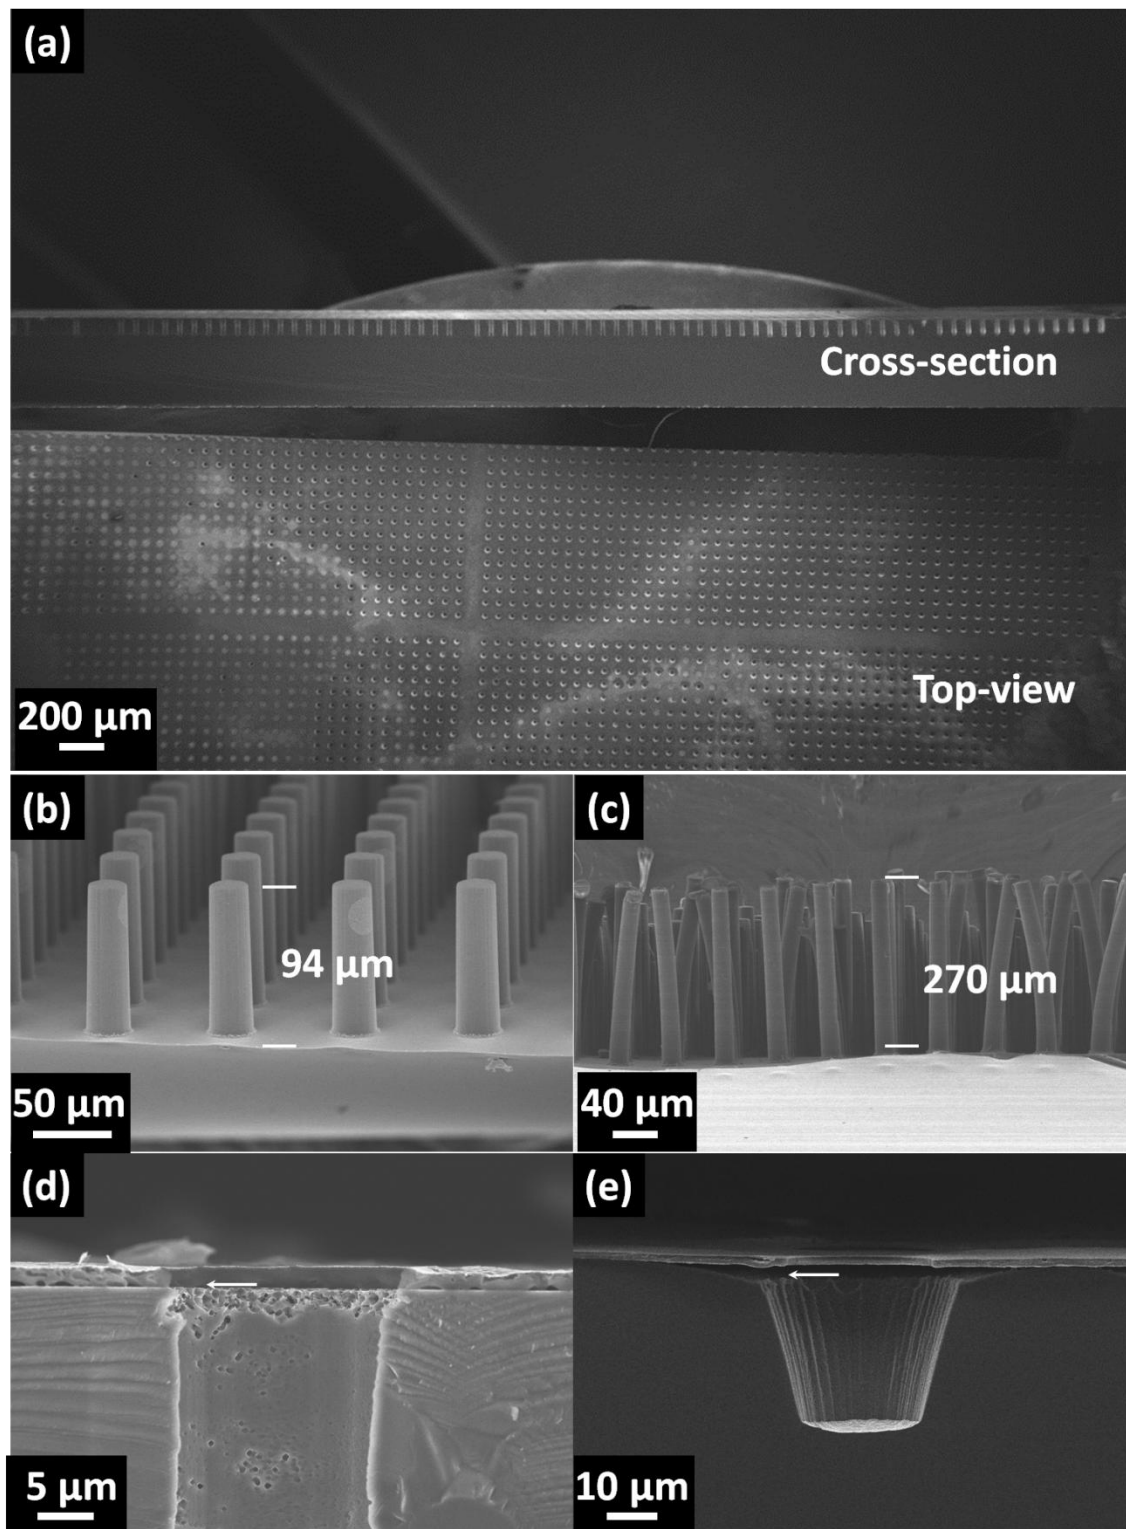 (a)
Cross-section
Top-view
200 μm
(b)
94 μm
50 μm
(c)
270 μm
40 μm
(d)
5 μm
(e)
10 μm